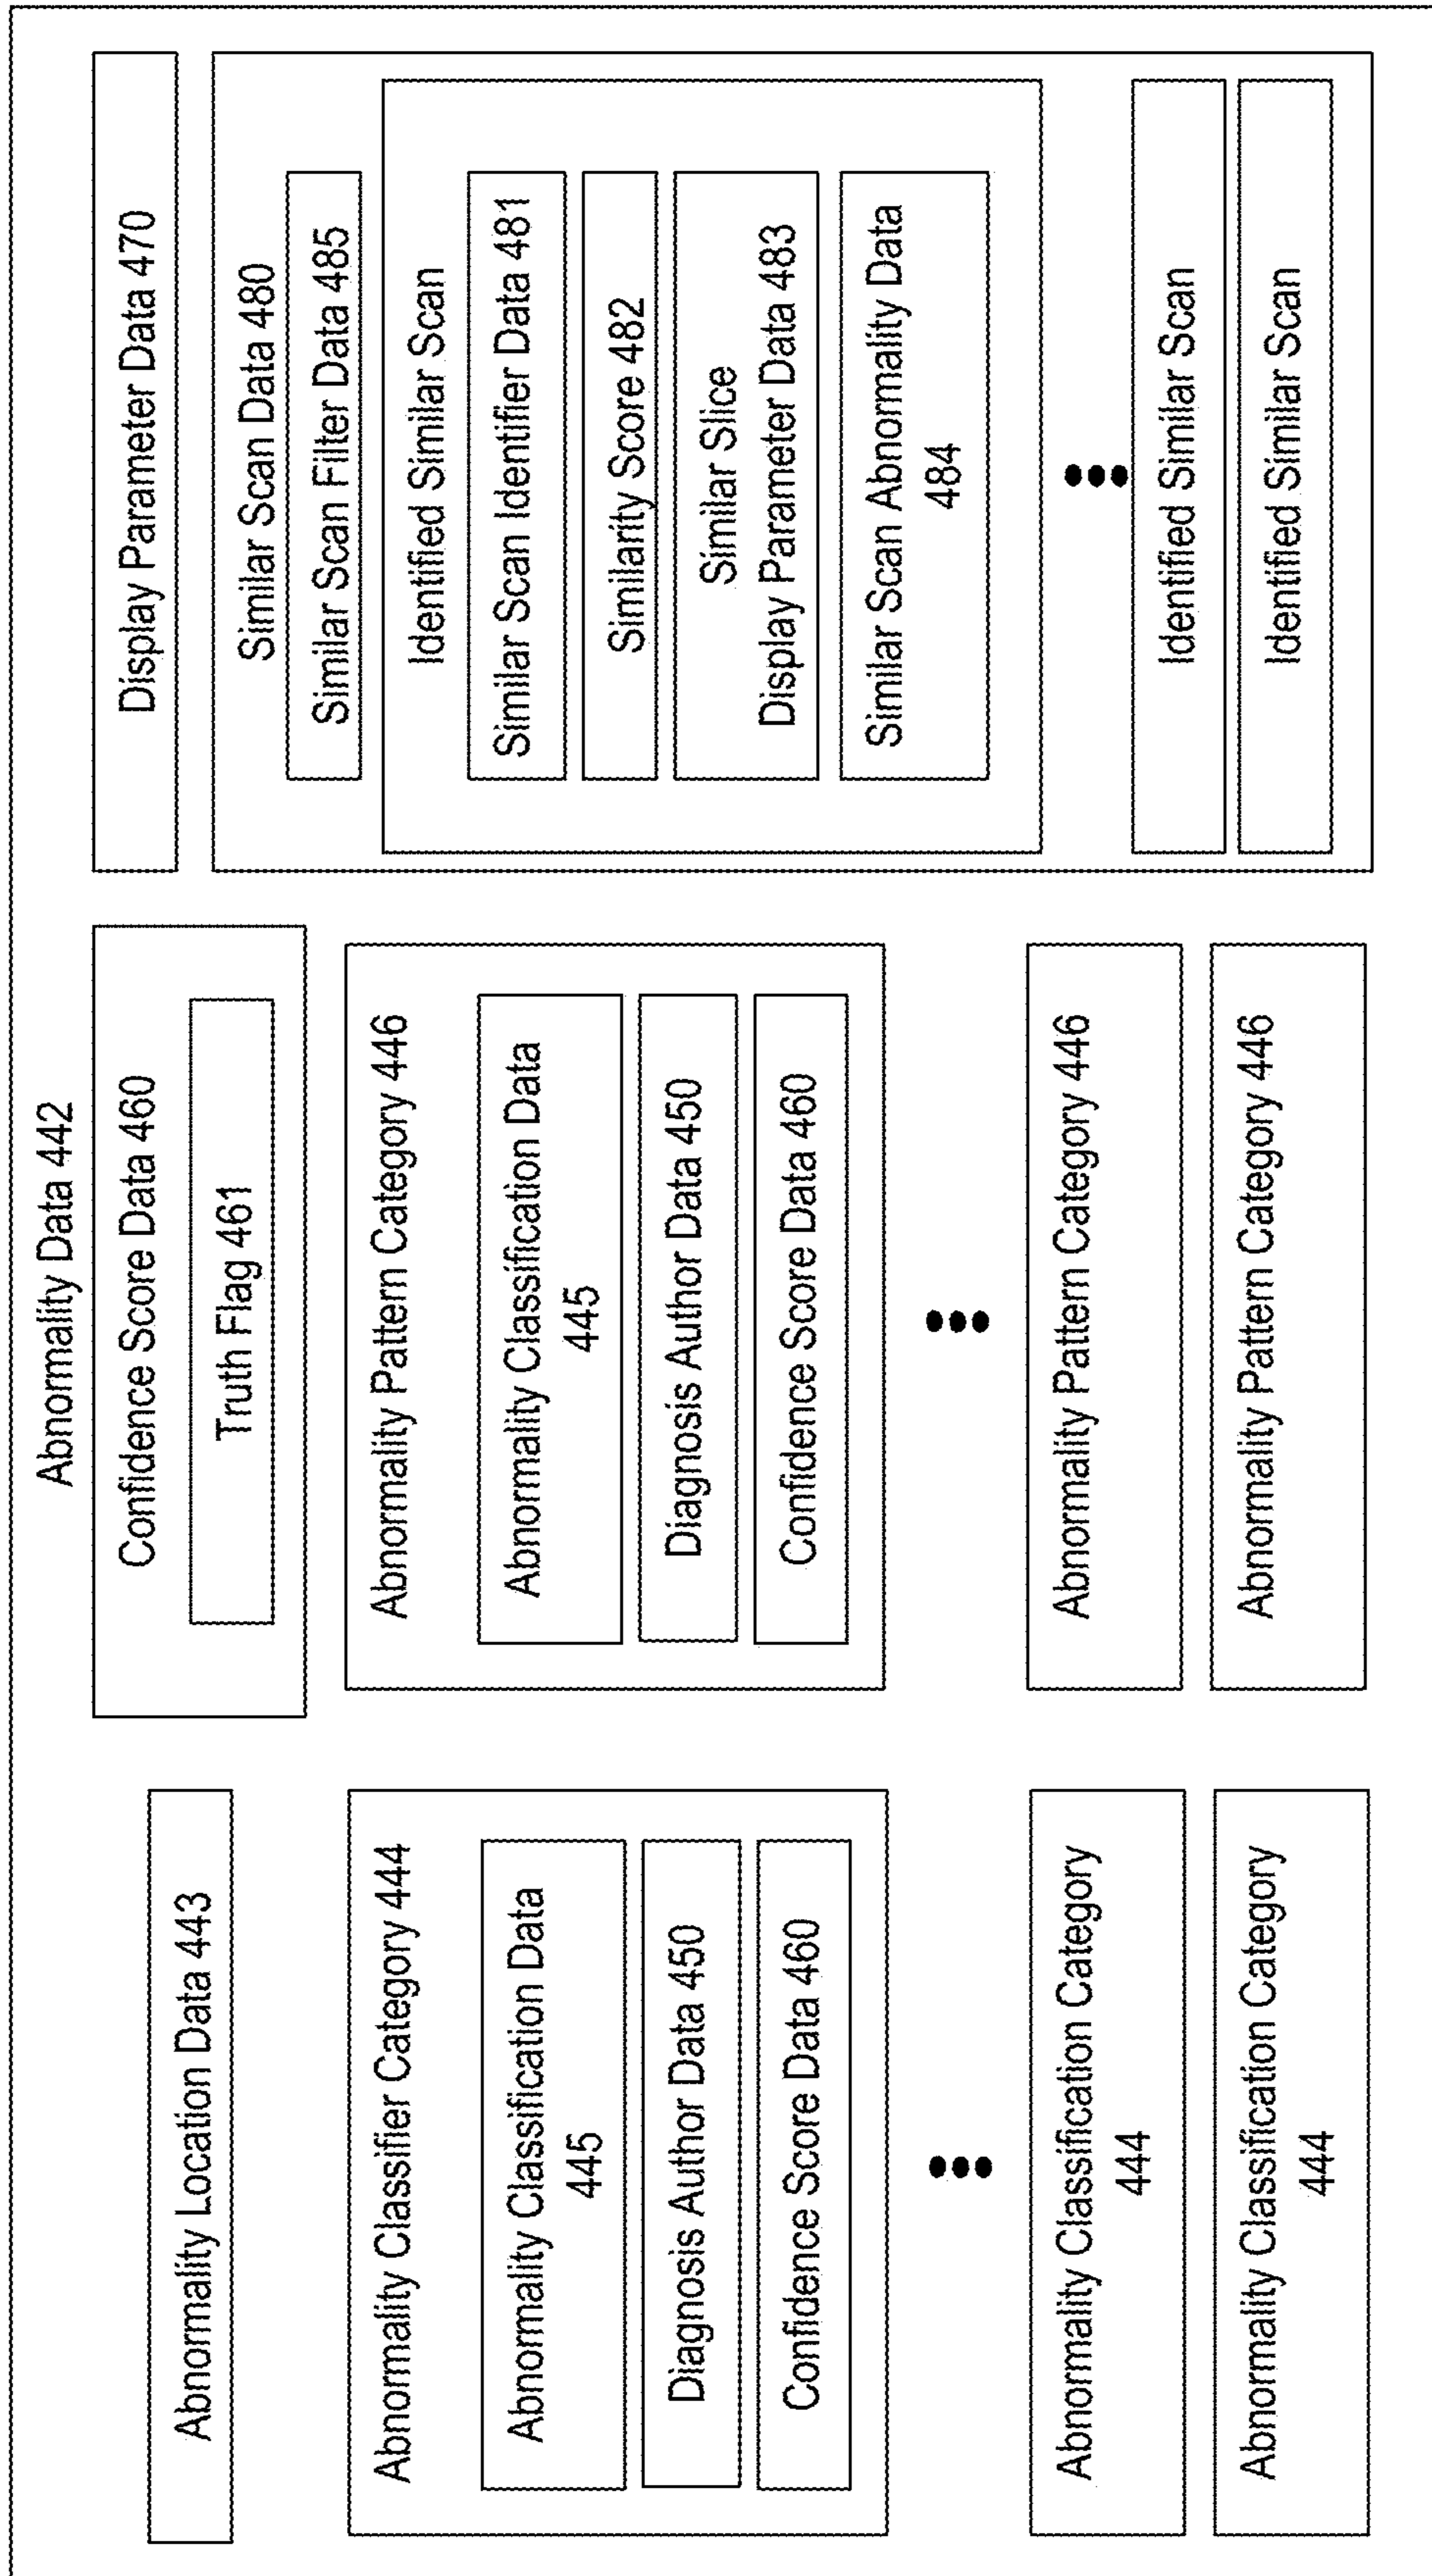 Abnormality Data 442
Abnormality Location Data 443
Abnormality Classifier Category 444
Abnormality Classification Data
445
Diagnosis Author Data 450
Confidence Score Data 460
Abnormality Classification Category
444
Abnormality Classification Category
444
Confidence Score Data 460
Truth Flag 461
Abnormality Pattern Category 446
Abnormality Classification Data
445
Diagnosis Author Data 450
Confidence Score Data 460
Abnormality Pattern Category 446
Abnormality Pattern Category 446
Display Parameter Data 470
Similar Scan Data 480
Similar Scan Filter Data 485
Identified Similar Scan
Similar Scan Identifier Data 481
Similarity Score 482
Similar Slice
Display Parameter Data 483
Similar Scan Abnormality Data
484
Identified Similar Scan
Identified Similar Scan